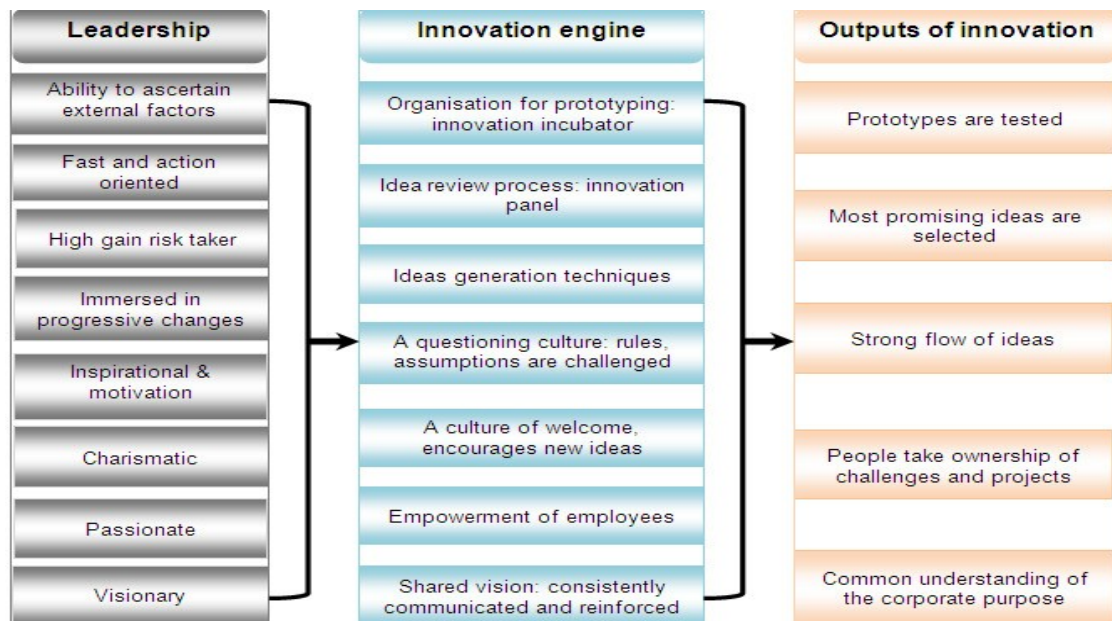 Leadership
Ability to ascertain
external factors
Fast and action
oriented
High gain risk taker
Immersed in
progressive changes
Inspirational &
motivation
Charismatic
Passionate
Visionary
Innovation engine
Organisation for prototyping:
innovation incubator
Idea review process: innovation
panel
Ideas generation techniques
A questioning culture: rules,
assumptions are challenged
A culture of welcome,
encourages new ideas
Empowerment of employees
Shared vision: consistently
communicated and reinforced
Outputs of innovation
Prototypes are tested
Most promising ideas are
selected
Strong flow of ideas
People take ownership of
challenges and projects
Common understanding of
the corporate purpose